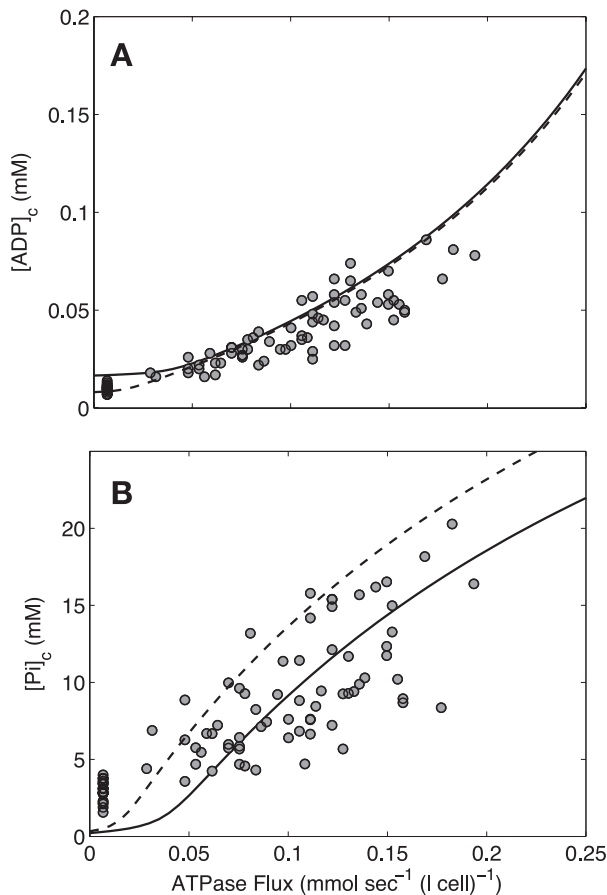 0.2
A
0.15
0.1
[ADP]c (mM)
0.05
0
B
20
15
[Pi]c (mM)
10
5
0
0 0.05 0.1 0.15 0.2 0.25
ATPase Flux (mmol sec⁻¹ (l cell)⁻¹)